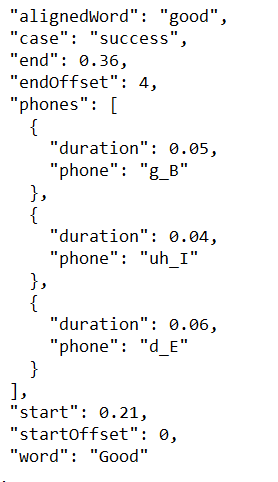 "alignedWord": "good",
"case": "success",
"end": 0.36,
"endOffset": 4,
"phones": [
  {
    "duration": 0.05,
    "phone": "g_B"
  },
  {
    "duration": 0.04,
    "phone": "uh_I"
  },
  {
    "duration": 0.06,
    "phone": "d_E"
  }
],
"start": 0.21,
"startOffset": 0,
"word": "Good"